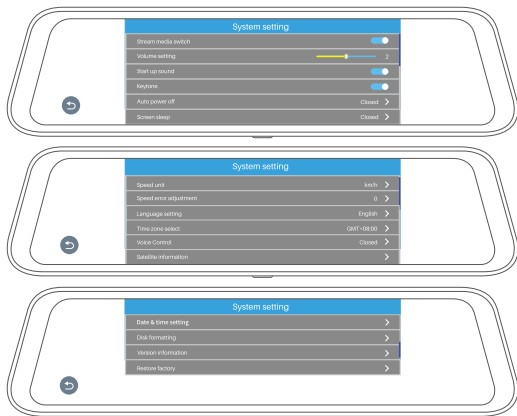 System setting
Stream media switch
Volume setting 2
Start up sound
Keytone
Auto power off Closed
Screen sleep Closed
System setting
Speed unit km/h
Speed error adjustment 0
Language setting English
Time zone select GMT+08:00
Voice Control Closed
Satellite information
System setting
Date & time setting
Disk formatting
Version information
Restore factory